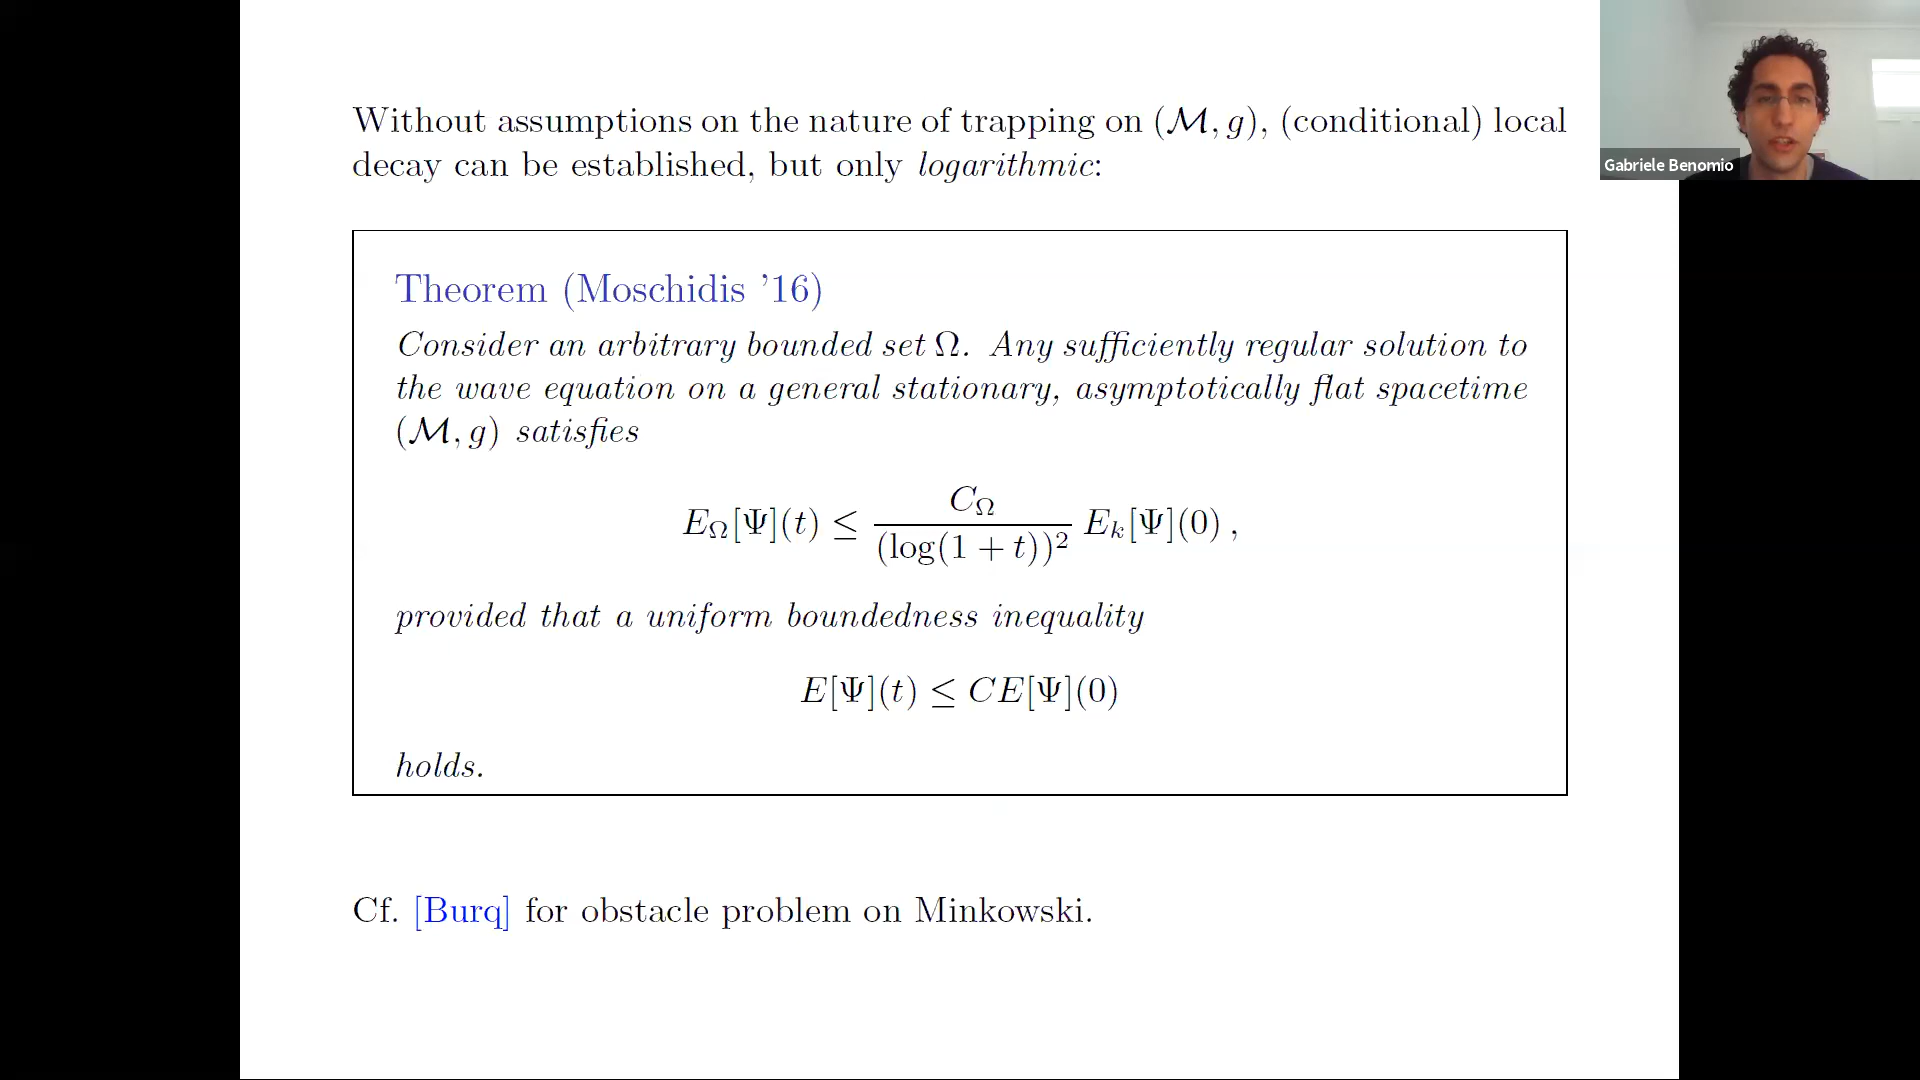 Without assumptions on the nature of trapping on (ℳ, g), (conditional) local
decay can be established, but only logarithmic:
Theorem (Moschidis ’16)
Consider an arbitrary bounded set Ω. Any sufficiently regular solution to
the wave equation on a general stationary, asymptotically flat spacetime
(ℳ, g) satisfies
E_Ω[Ψ](t) ≤ C_Ω / (log(1 + t))² E_k[Ψ](0) ,
provided that a uniform boundedness inequality
E[Ψ](t) ≤ CE[Ψ](0)
holds.
Cf. [Burq] for obstacle problem on Minkowski.
Gabriele Benomio